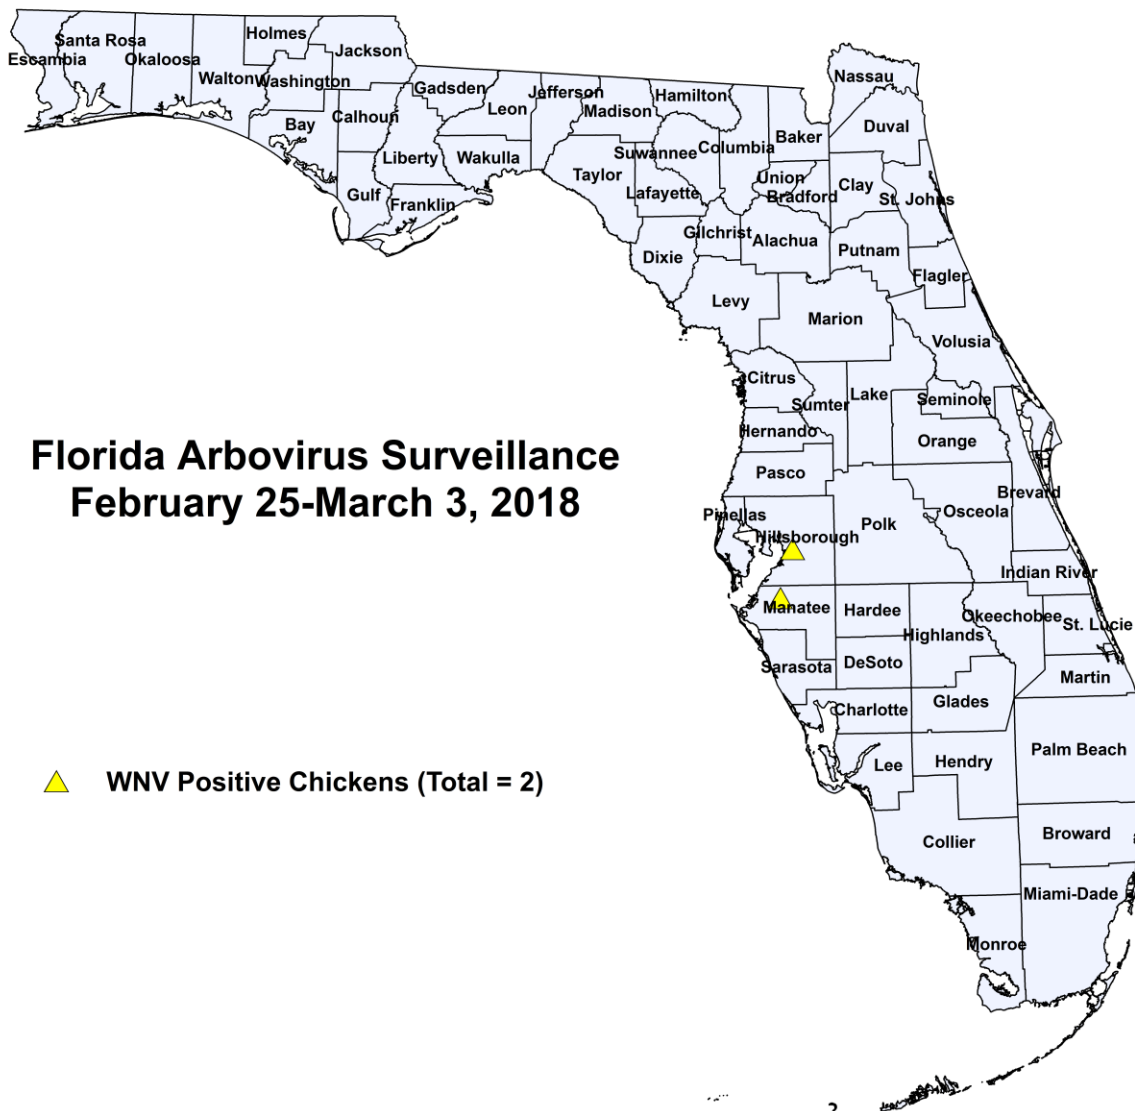 Holmes
Santa Rosa
Jackson
Escambia
Okaloosa
Walton
Washington
Gadsden
Jefferson
Hamilton
Nassau
Leon
Madison
Calhoun
Bay
Duval
Baker
Columbia
Suwannee
Liberty
Wakulla
Taylor
Union
Clay
Lafayette
Bradford
St. Johns
Gulf
Franklin
Gilchrist
Alachua
Putnam
Dixie
Flagler
Levy
Marion
Volusia
Citrus
Lake
Seminole
Sumter
Hernando
Orange
Florida Arbovirus Surveillance
February 25-March 3, 2018
Pasco
Brevard
Osceola
Pinellas
Polk
Hillsborough
Indian River
Manatee
Hardee
Okeechobee
St. Lucie
Highlands
Sarasota
DeSoto
Martin
Charlotte
Glades
Palm Beach
Lee
Hendry
WNV Positive Chickens (Total = 2)
Broward
Collier
Miami-Dade
Monroe